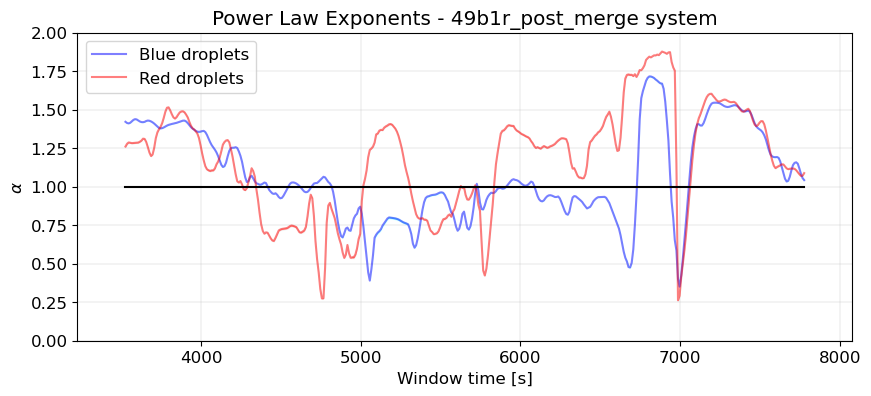 Power Law Exponents - 49b1r_post_merge system
Blue droplets
Red droplets
2.00
1.75
1.50
1.25
1.00
0.75
0.50
0.25
0.00
α
4000 5000 6000 7000 8000
Window time [s]